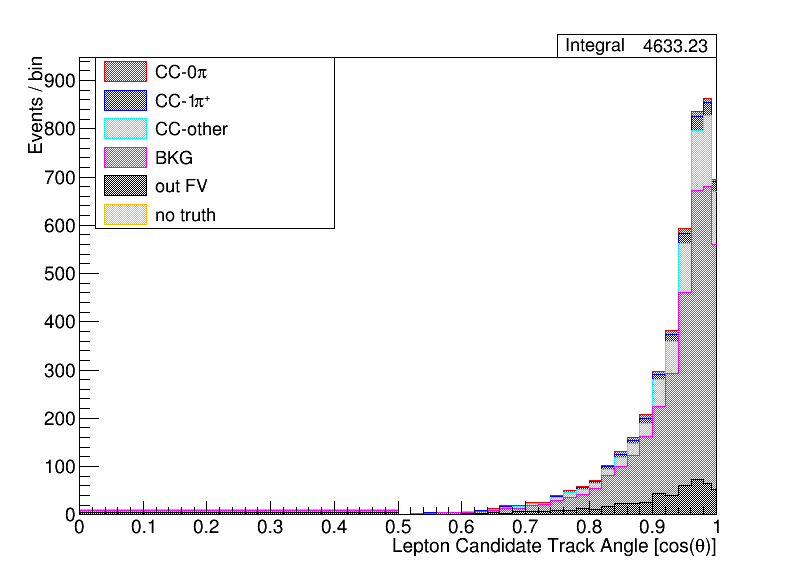 Integral 4633.23
Events / bin
CC-0π
CC-1π⁺
CC-other
BKG
out FV
no truth
900
800
700
600
500
400
300
200
100
0
0 0.1 0.2 0.3 0.4 0.5 0.6 0.7 0.8 0.9 1
Lepton Candidate Track Angle [cos(θ)]